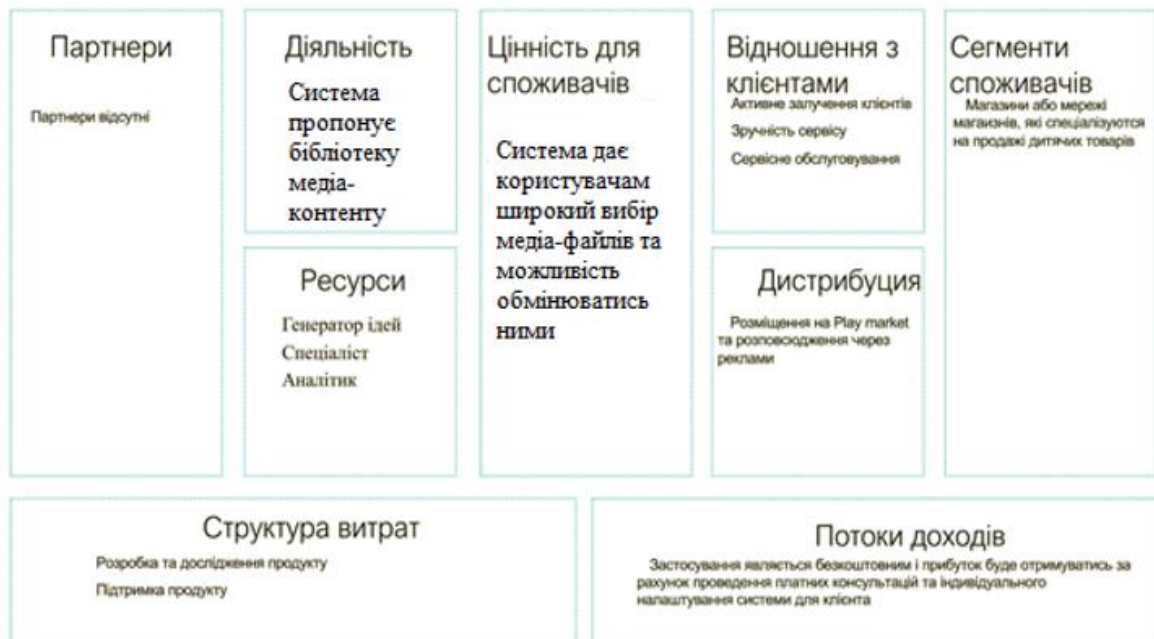 Партнери
Партнери відсутні
Діяльність
Система
пропонує
бібліотеку
медіа-
контенту
Ресурси
Генератор ідей
Спеціаліст
Аналітик
Цінність для
споживачів
Система дає
користувачам
широкий вибір
медіа-файлів та
можливість
обмінюватись
ними
Відношення з
клієнтами
Активне залучення клієнтів
Зручність сервісу
Сервісне обслуговування
Дистрибуция
Розміщення на Play market
та розповсюдження через
реклами
Сегменти
споживачів
Магазини або мережі
магаизнів, які спеціалізуются
на продажі дитячих товарів
Структура витрат
Розробка та дослідження продукту
Підтримка продукту
Потоки доходів
Застосування являється безкоштовним і прибуток буде отримуватись за
рахунок проведення платних консультацій та індивідуального
налаштування системи для клієнта